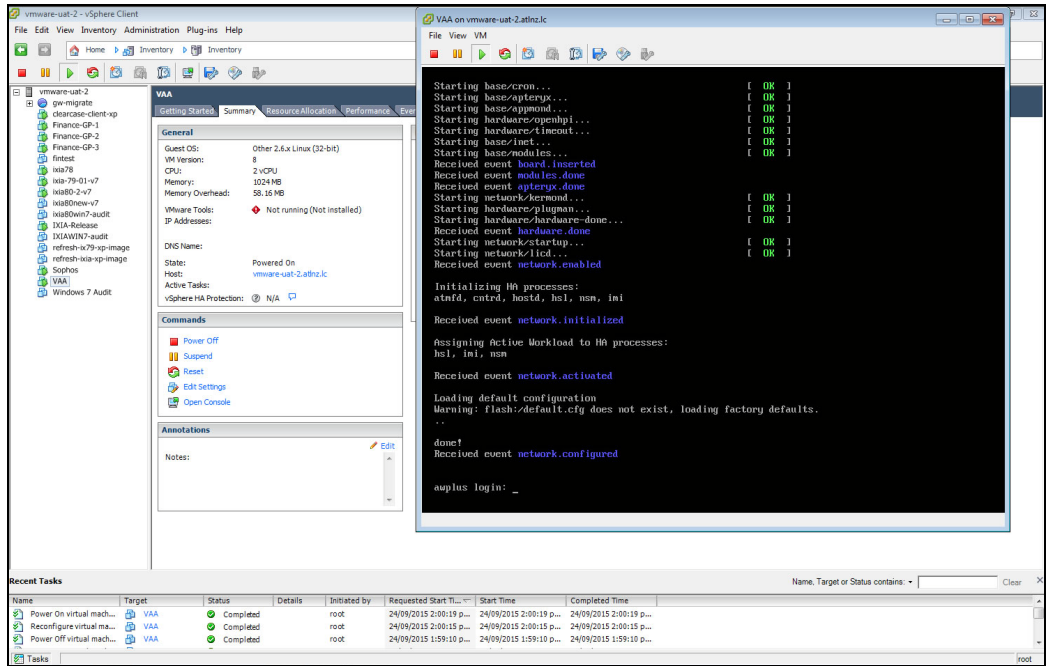 vmware-uat-2 - vSphere Client
File Edit View Inventory Administration Plug-ins Help
Home Inventory Inventory
vmware-uat-2
gw-migrate
clearcase-client-xp
Finance-GP-1
Finance-GP-2
Finance-GP-3
fintest
ixia78
ixia-79-01-v7
ixia80-2-v7
ixia80new-v7
ixia80win7-audit
IXIA-Release
IXIAWIN7-audit
refresh-ix79-xp-image
refresh-ixia-xp-image
Sophos
VAA
Windows 7 Audit
VAA
Getting Started Summary Resource Allocation Performance
General
Guest OS: Other 2.6.x Linux (32-bit)
VM Version: 8
CPU: 2 vCPU
Memory: 1024 MB
Memory Overhead: 58.16 MB
VMware Tools: Not running (Not installed)
IP Addresses:
DNS Name:
State: Powered On
Host: vmware-uat-2.atlnz.lc
Active Tasks:
vSphere HA Protection: N/A
Commands
Power Off
Suspend
Reset
Edit Settings
Open Console
Annotations
Edit
Notes:
VAA on vmware-uat-2.atlnz.lc
File View VM
Starting base/cron... [ OK ]
Starting base/apteryx... [ OK ]
Starting base/appmond... [ OK ]
Starting hardware/openhpi... [ OK ]
Starting hardware/timeout... [ OK ]
Starting base/inet... [ OK ]
Starting base/modules... [ OK ]
Received event board.inserted
Received event modules.done
Received event apteryx.done
Starting network/kermond... [ OK ]
Starting hardware/plugman... [ OK ]
Starting hardware/hardware-done... [ OK ]
Received event hardware.done
Starting network/startup... [ OK ]
Starting network/licd... [ OK ]
Received event network.enabled
Initializing HA processes:
atmfd, cntrd, hostd, hsl, nsm, imi
Received event network.initialized
Assigning Active Workload to HA processes:
hsl, imi, nsm
Received event network.activated
Loading default configuration
Warning: flash:/default.cfg does not exist, loading factory defaults.
..
done!
Received event network.configured
awplus login: _
Recent Tasks
Name, Target or Status contains: Clear
Name Target Status Details Initiated by Requested Start Ti... Start Time Completed Time
Power On virtual mach... VAA Completed root 24/09/2015 2:00:19 p... 24/09/2015 2:00:19 p... 24/09/2015 2:00:19 p...
Reconfigure virtual ma... VAA Completed root 24/09/2015 2:00:15 p... 24/09/2015 2:00:15 p... 24/09/2015 2:00:15 p...
Power Off virtual mach... VAA Completed root 24/09/2015 1:59:10 p... 24/09/2015 1:59:10 p... 24/09/2015 1:59:10 p...
Tasks root